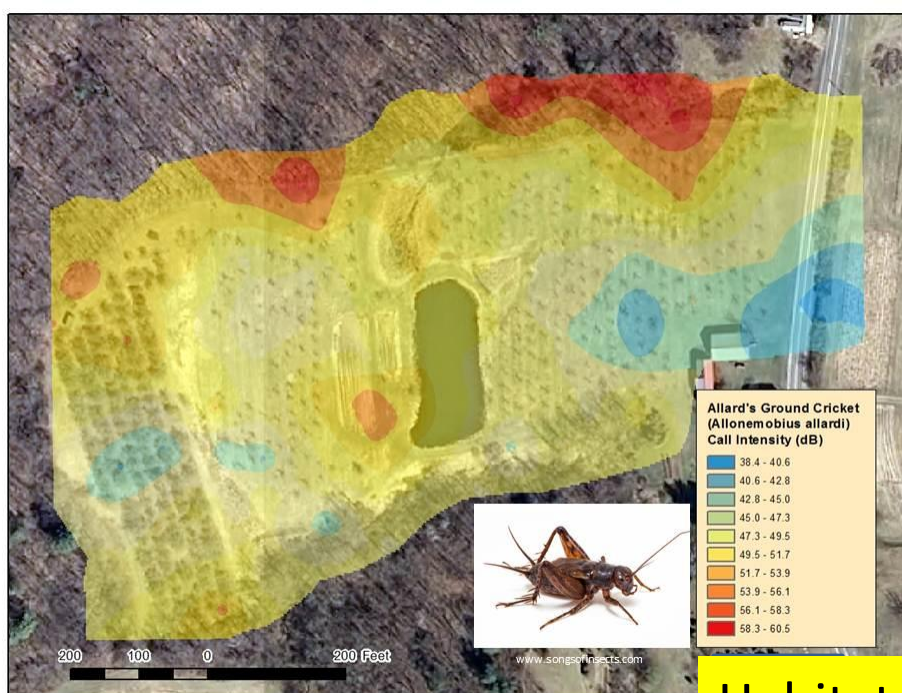 Allard's Ground Cricket
(Allonemobius allardi)
Call Intensity (dB)
38.4 - 40.6
40.6 - 42.8
42.8 - 45.0
45.0 - 47.3
47.3 - 49.5
49.5 - 51.7
51.7 - 53.9
53.9 - 56.1
56.1 - 58.3
58.3 - 60.5
200 100 0 200 Feet
www.songsofinsects.com